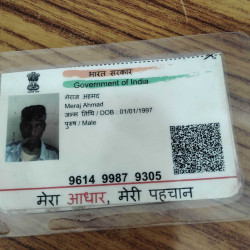 भारत सरकार
Government of India
मेराज अहमद
Meraj Ahmad
जन्म तिथि / DOB : 01/01/1997
पुरुष / Male
9614 9987 9305
मेरा आधार, मेरी पहचान